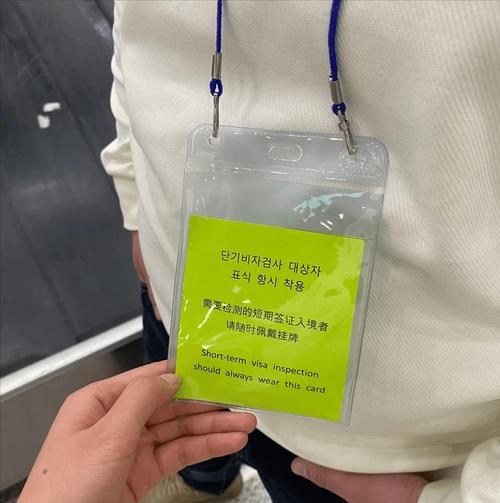 단기비자검사 대상자
표식 항시 착용
需要检测的短期签证入境者
请随时佩戴挂牌
Short-term visa inspection
should always wear this card